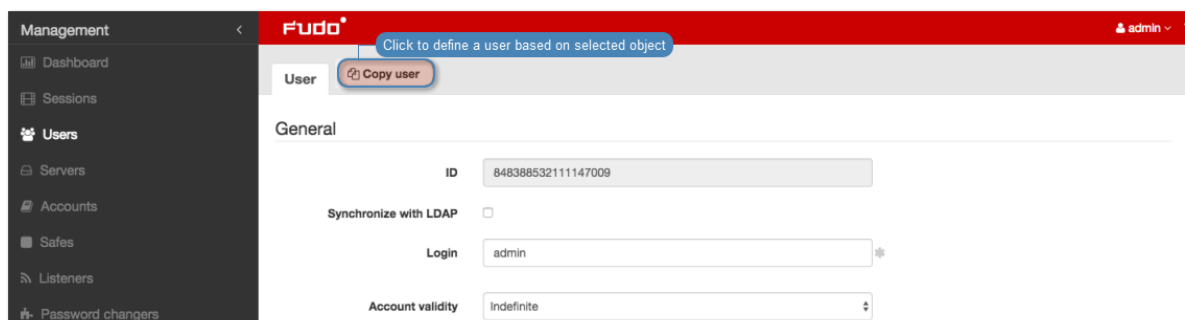 Management
Fudo
admin
Click to define a user based on selected object
Dashboard
User
Copy user
Sessions
Users
General
Servers
ID
848388532111147009
Accounts
Synchronize with LDAP
Safes
Login
admin
Listeners
Account validity
Indefinite
Password changers